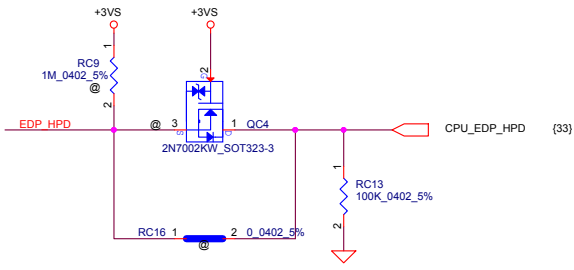 +3VS
+3VS
1
RC9
1M_0402_5%
@
2
2
G
EDP_HPD
@
3
S
D
1
QC4
2N7002KW_SOT323-3
CPU_EDP_HPD {33}
1
RC13
100K_0402_5%
2
RC16 1
2 0_0402_5%
@